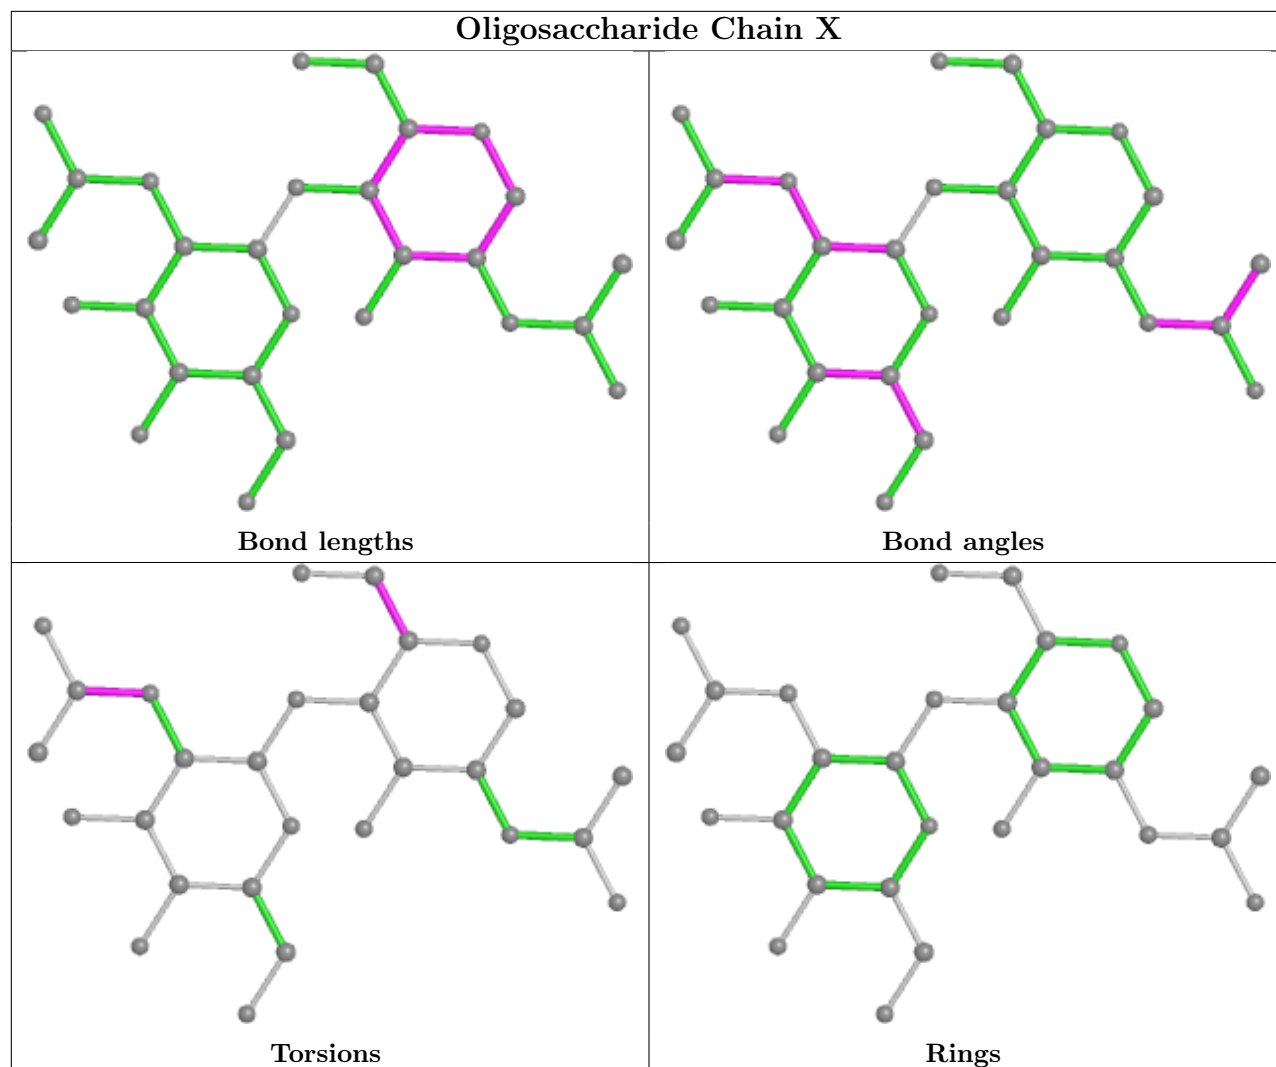 Oligosaccharide Chain X
Bond lengths
Bond angles
Torsions
Rings